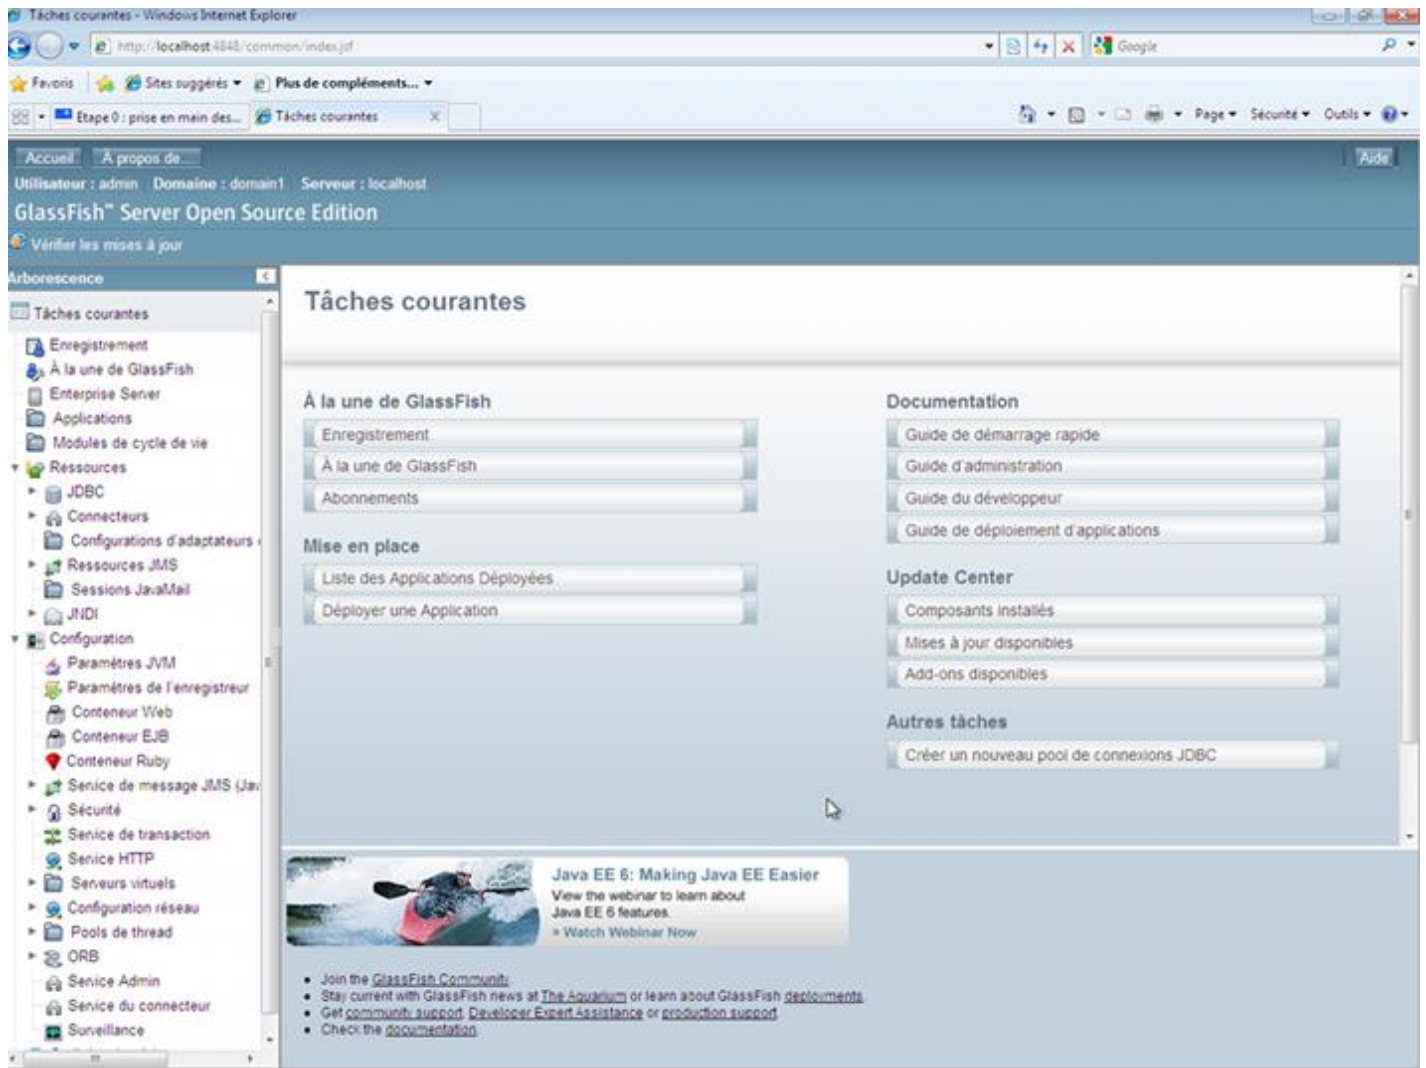 Tâches courantes - Windows Internet Explorer
http://localhost:4848/common/index.jsf
Google
Favoris Sites suggérés Plus de compléments...
Etape 0 : prise en main des... Tâches courantes Page Sécurité Outils
Accueil À propos de... Aide
Utilisateur : admin Domaine : domain1 Serveur : localhost
GlassFish™ Server Open Source Edition
Vérifier les mises à jour
Arborescence
Tâches courantes
Enregistrement
À la une de GlassFish
Enterprise Server
Applications
Modules de cycle de vie
Ressources
JDBC
Connecteurs
Configurations d'adaptateurs
Ressources JMS
Sessions JavaMail
JNDI
Configuration
Paramètres JVM
Paramètres de l'enregistreur
Conteneur Web
Conteneur EJB
Conteneur Ruby
Service de message JMS (Jav
Sécurité
Service de transaction
Service HTTP
Serveurs virtuels
Configuration réseau
Pools de thread
ORB
Service Admin
Service du connecteur
Surveillance
Tâches courantes
À la une de GlassFish
Enregistrement
À la une de GlassFish
Abonnements
Mise en place
Liste des Applications Déployées
Déployer une Application
Documentation
Guide de démarrage rapide
Guide d'administration
Guide du développeur
Guide de déploiement d'applications
Update Center
Composants installés
Mises à jour disponibles
Add-ons disponibles
Autres tâches
Créer un nouveau pool de connexions JDBC
Java EE 6: Making Java EE Easier
View the webinar to learn about
Java EE 6 features.
» Watch Webinar Now
• Join the GlassFish Community.
• Stay current with GlassFish news at The Aquarium or learn about GlassFish deployments.
• Get community support, Developer Expert Assistance or production support.
• Check the documentation.